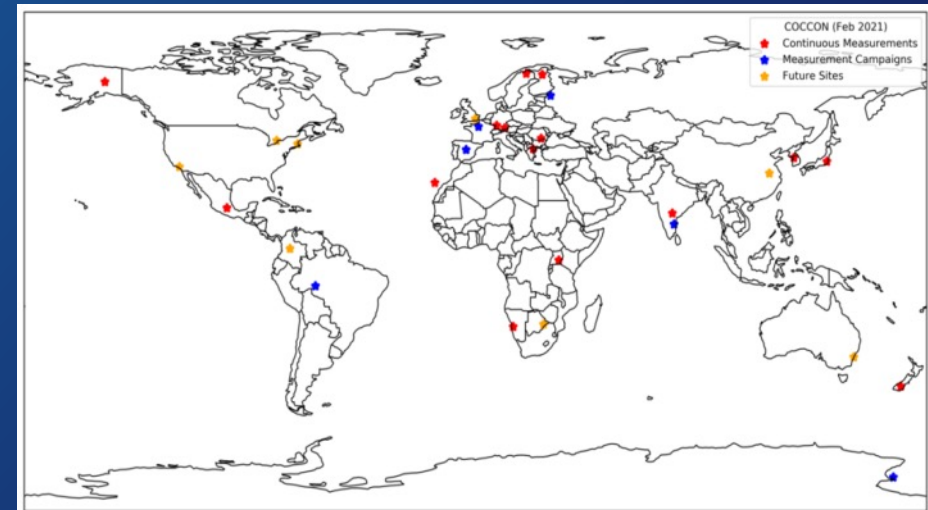 COCCON (Feb 2021)
Continuous Measurements
Measurement Campaigns
Future Sites